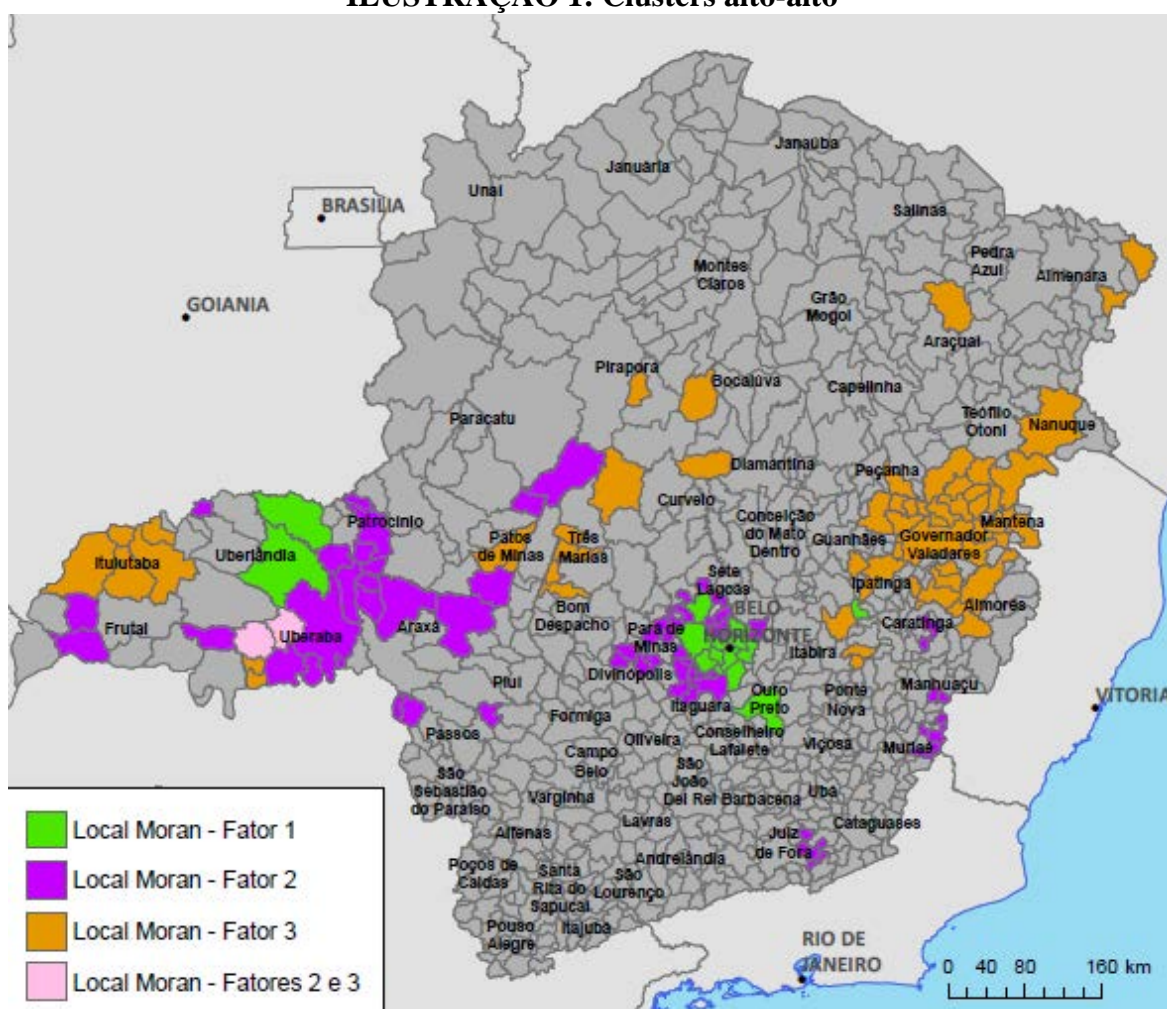 ILUSTRAÇÃO 1: Clusters alto-alto
Janaúba
Januária
Unaí
BRASILIA
Salinas
Pedra
Azul
Almenara
Montes
Claros
GOIANIA
Grão
Mogol
Araçuaí
Pirapora
Bocaiúva
Capelinha
Paracatu
Teófilo
Otoni
Nanuque
Diamantina
Peçanha
Curvelo
Patrocínio
Conceição
do Mato
Dentro
Guanhães
Mantena
Governador
Valadares
Patos
de Minas
Três
Marias
Uberlândia
Ituiutaba
Ipatinga
Sete
Lagoas
Aimorés
Bom
Despacho
BELO
HORIZONTE
Caratinga
Frutal
Uberaba
Araxá
Pará de
Minas
Itabira
Divinópolis
Manhuaçu
Piuí
Itaguara
Ouro
Preto
Ponte
Nova
VITORIA
Formiga
Passos
Oliveira
Conselheiro
Lafaiete
Viçosa
Muriaé
Campo
Belo
São
Sebastião
do Paraíso
São
João
Del Rei
Barbacena
Ubá
Varginha
Lavras
Cataguases
Alfenas
Juiz
de Fora
Andrelândia
Poços de
Caldas
Santa
Rita do
Sapucaí
São
Lourenço
Pouso
Alegre
Itajubá
RIO DE
JANEIRO
0 40 80 160 km
Local Moran - Fator 1
Local Moran - Fator 2
Local Moran - Fator 3
Local Moran - Fatores 2 e 3